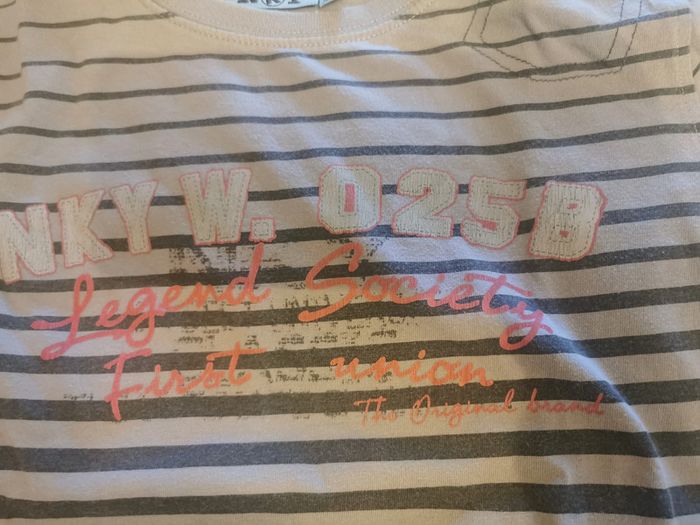 NKY W. 025B
Legend Society
First union
The Original brand